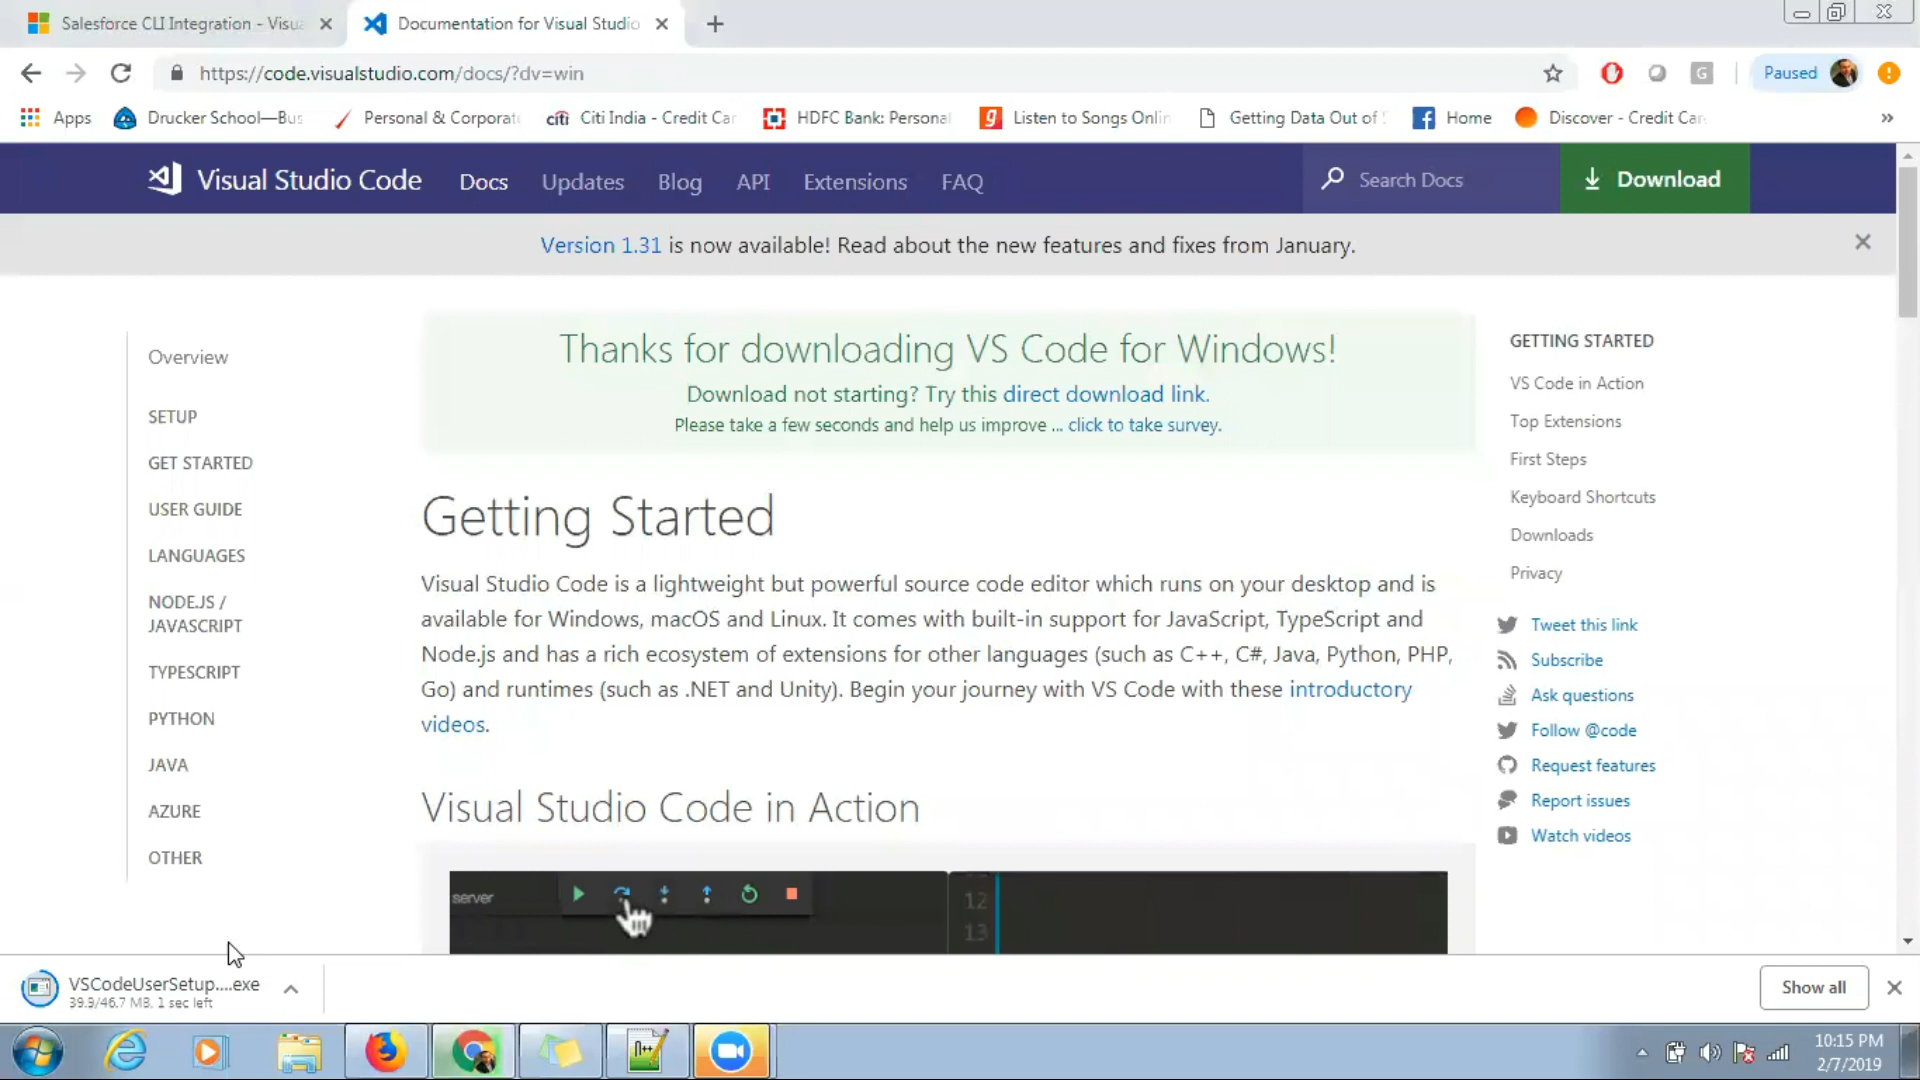 Salesforce CLI Integration - Visua
Documentation for Visual Studio
https://code.visualstudio.com/docs/?dv=win
Paused
G
Apps
Drucker School—Bus
Personal & Corporate
citi
Citi India - Credit Car
HDFC Bank: Personal
Listen to Songs Onlin
Getting Data Out of S
Home
Discover - Credit Car
»
Visual Studio Code
Docs
Updates
Blog
API
Extensions
FAQ
Search Docs
Download
Version 1.31 is now available! Read about the new features and fixes from January.
Overview
SETUP
GET STARTED
USER GUIDE
LANGUAGES
NODE.JS /
JAVASCRIPT
TYPESCRIPT
PYTHON
JAVA
AZURE
OTHER
Thanks for downloading VS Code for Windows!
Download not starting? Try this direct download link.
Please take a few seconds and help us improve ... click to take survey.
Getting Started
Visual Studio Code is a lightweight but powerful source code editor which runs on your desktop and is
available for Windows, macOS and Linux. It comes with built-in support for JavaScript, TypeScript and
Node.js and has a rich ecosystem of extensions for other languages (such as C++, C#, Java, Python, PHP,
Go) and runtimes (such as .NET and Unity). Begin your journey with VS Code with these introductory
videos.
Visual Studio Code in Action
server
12
13
GETTING STARTED
VS Code in Action
Top Extensions
First Steps
Keyboard Shortcuts
Downloads
Privacy
Tweet this link
Subscribe
Ask questions
Follow @code
Request features
Report issues
Watch videos
VSCodeUserSetup....exe
39.9/46.7 MB, 1 sec left
Show all
10:15 PM
2/7/2019